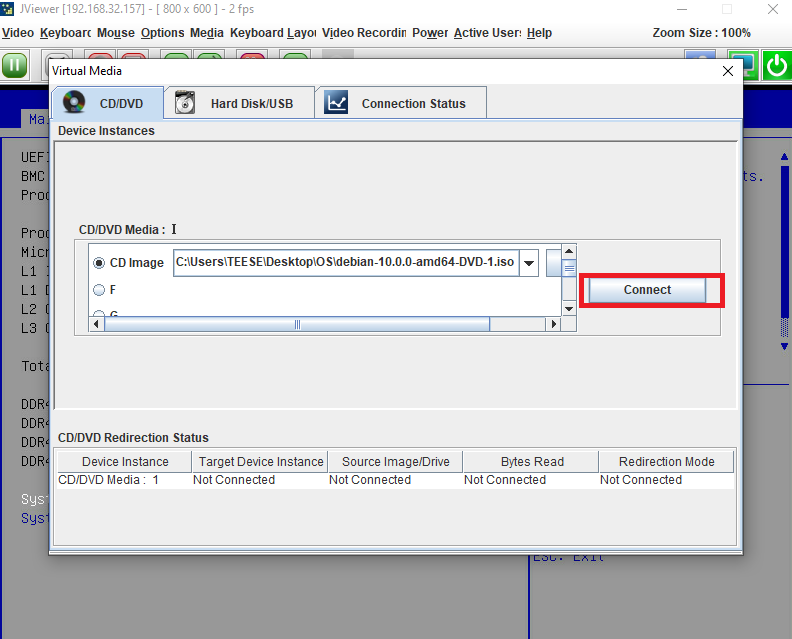 JViewer [192.168.32.157] - [ 800 x 600 ] - 2 fps
Video Keyboard Mouse Options Media Keyboard Layou Video Recordin Power Active Users Help Zoom Size : 100%
Virtual Media
CD/DVD Hard Disk/USB Connection Status
Device Instances
UEFI
BMC ts.
CD/DVD Media : I
CD Image C:\Users\TEESE\Desktop\OS\debian-10.0.0-amd64-DVD-1.iso
F
Connect
G
L1
L1
L2
L3
CD/DVD Redirection Status
DDR4
DDR4
DDR4
DDR4
Device Instance Target Device Instance Source Image/Drive Bytes Read Redirection Mode
CD/DVD Media : 1 Not Connected Not Connected Not Connected Not Connected
Syst
Syst
ESC: Exit